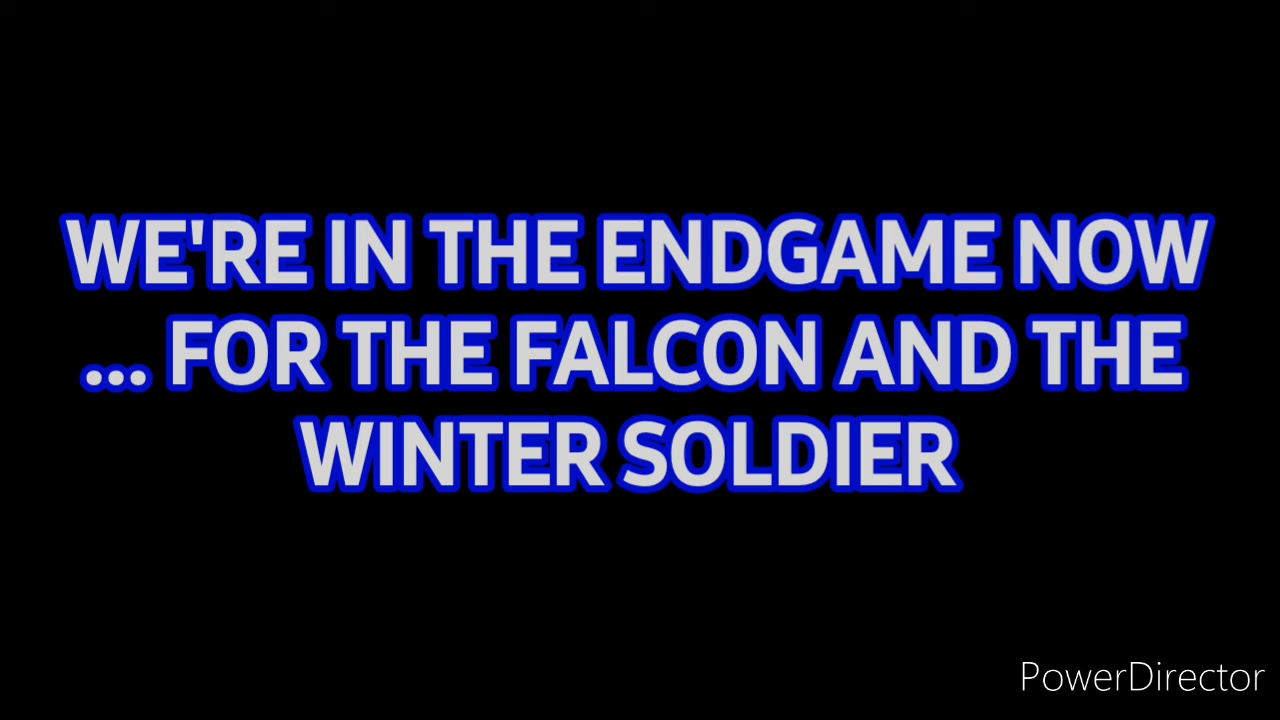 WE'RE IN THE ENDGAME NOW
... FOR THE FALCON AND THE
WINTER SOLDIER
PowerDirector